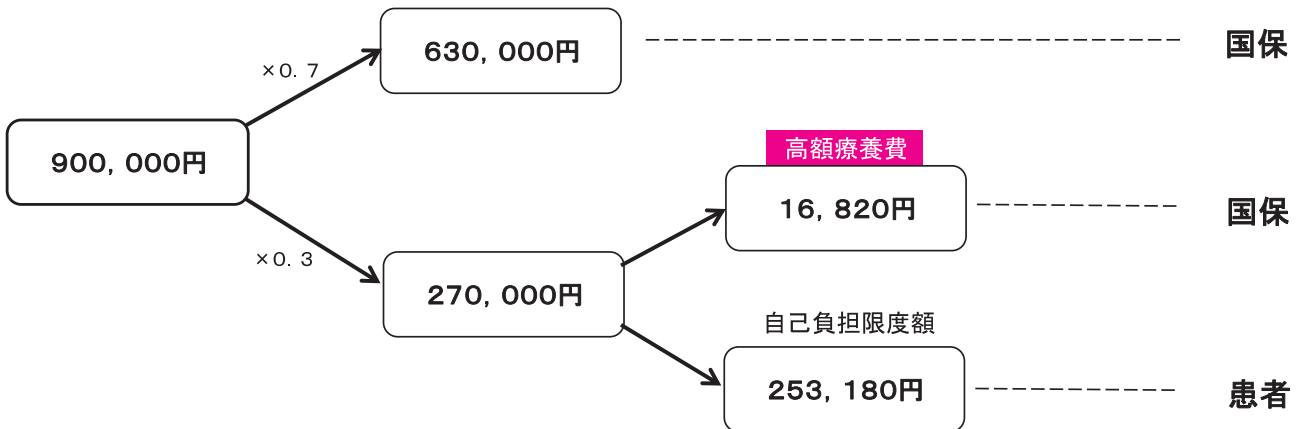 630，000円
国保
×0．7
900，000円
高額療養費
16，820円
国保
×0．3
270，000円
自己負担限度額
253，180円
患者